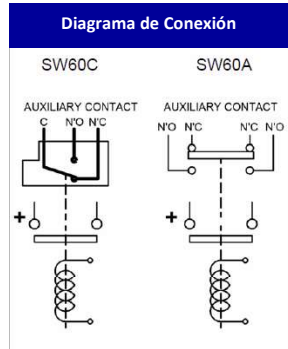 Diagrama de Conexión
SW60C SW60A
AUXILIARY CONTACT AUXILIARY CONTACT
C N'O N'C N'O N'C N'C N'O
+ +